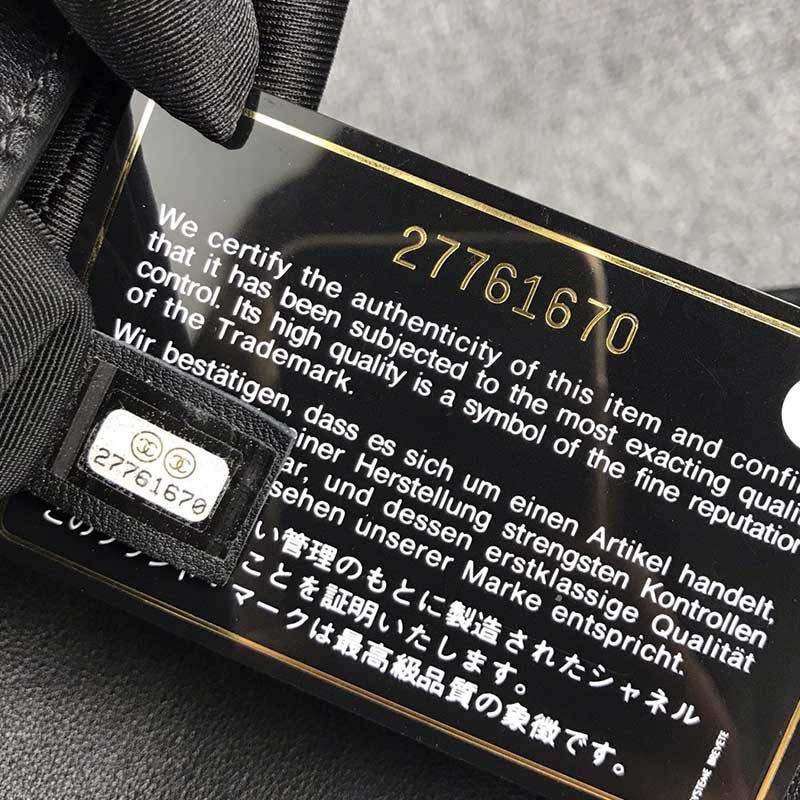 27761670
We certify the authenticity of this item and
that it has been subjected to the most exacting
control. Its high quality is a symbol of the fine reputation
of the Trademark.
Wir bestätigen, dass es sich um einen Artikel handelt,
einer Herstellung strengsten Kontrollen
und dessen erstklassige Qualität
unserer Marke entspricht.
い管理のもとに製造されたシャネル
ことを証明いたします。
マークは最高級品質の象徴です。
27761670